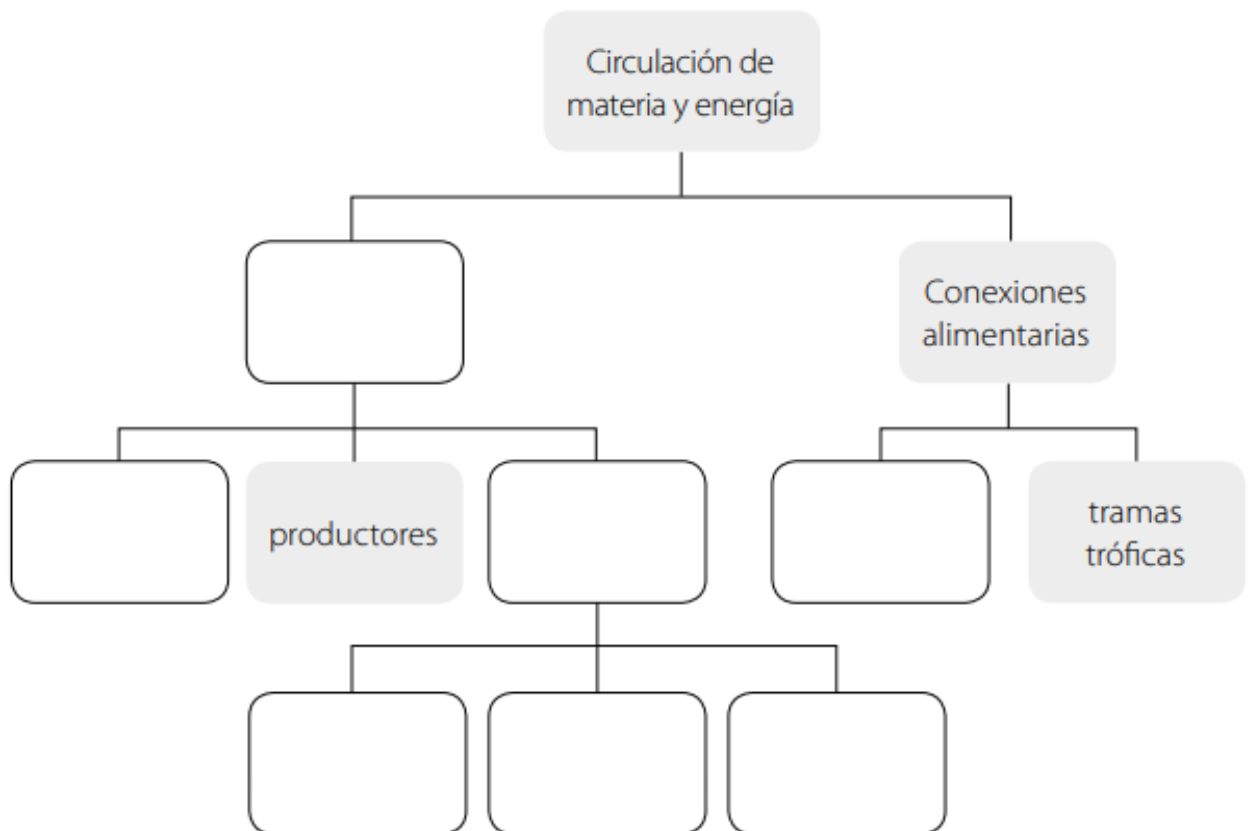 Circulación de
materia y energía
Conexiones
alimentarias
productores
tramas
tróficas